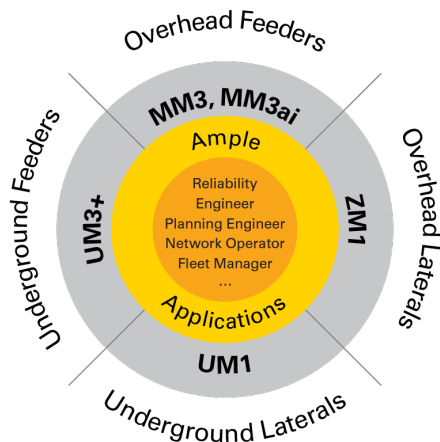 Overhead Feeders
MM3, MM3ai
Ample
Underground Feeders
UM3+
Reliability
Engineer
Planning Engineer
Network Operator
Fleet Manager
...
ZM1
Overhead Laterals
Applications
UM1
Underground Laterals